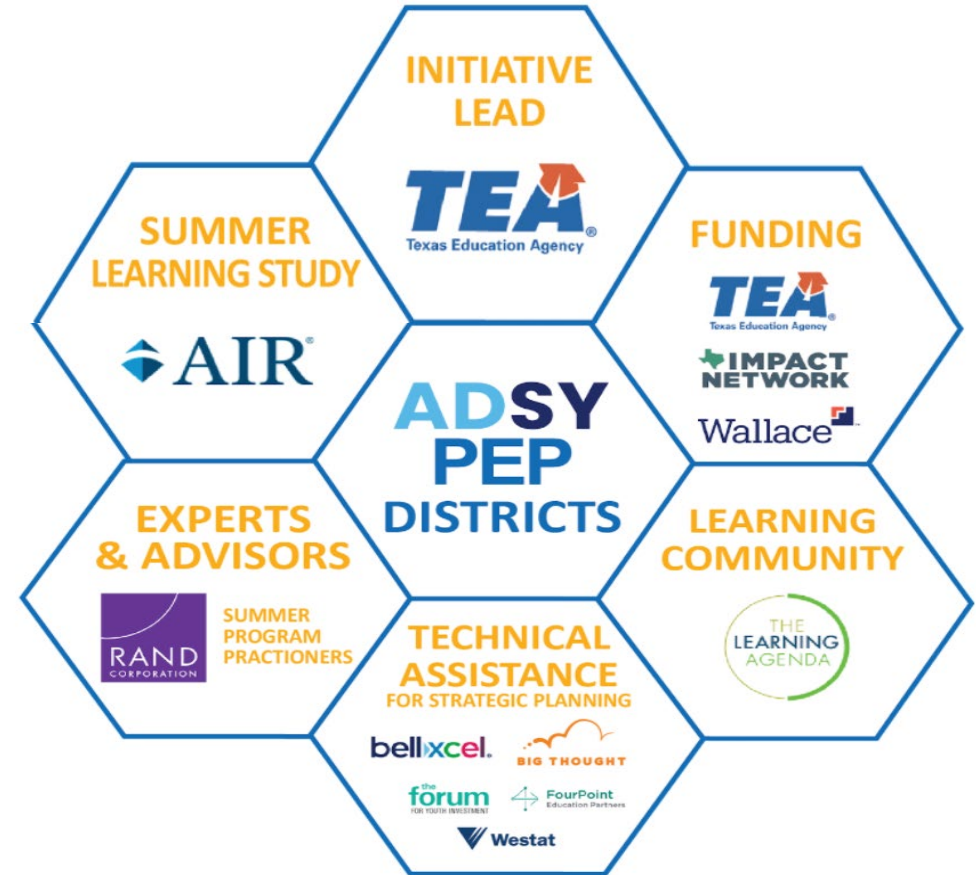 INITIATIVE
LEAD
TEA®
Texas Education Agency
SUMMER
LEARNING STUDY
AIR®
FUNDING
TEA®
Texas Education Agency
IMPACT
NETWORK
Wallace™
ADSY
PEP
DISTRICTS
EXPERTS
& ADVISORS
RAND
CORPORATION
SUMMER
PROGRAM
PRACTIONERS
LEARNING
COMMUNITY
THE
LEARNING
AGENDA
TECHNICAL
ASSISTANCE
FOR STRATEGIC PLANNING
bellxcel.
BIG THOUGHT
the
forum
FOR YOUTH INVESTMENT
FourPoint
Education Partners
Westat